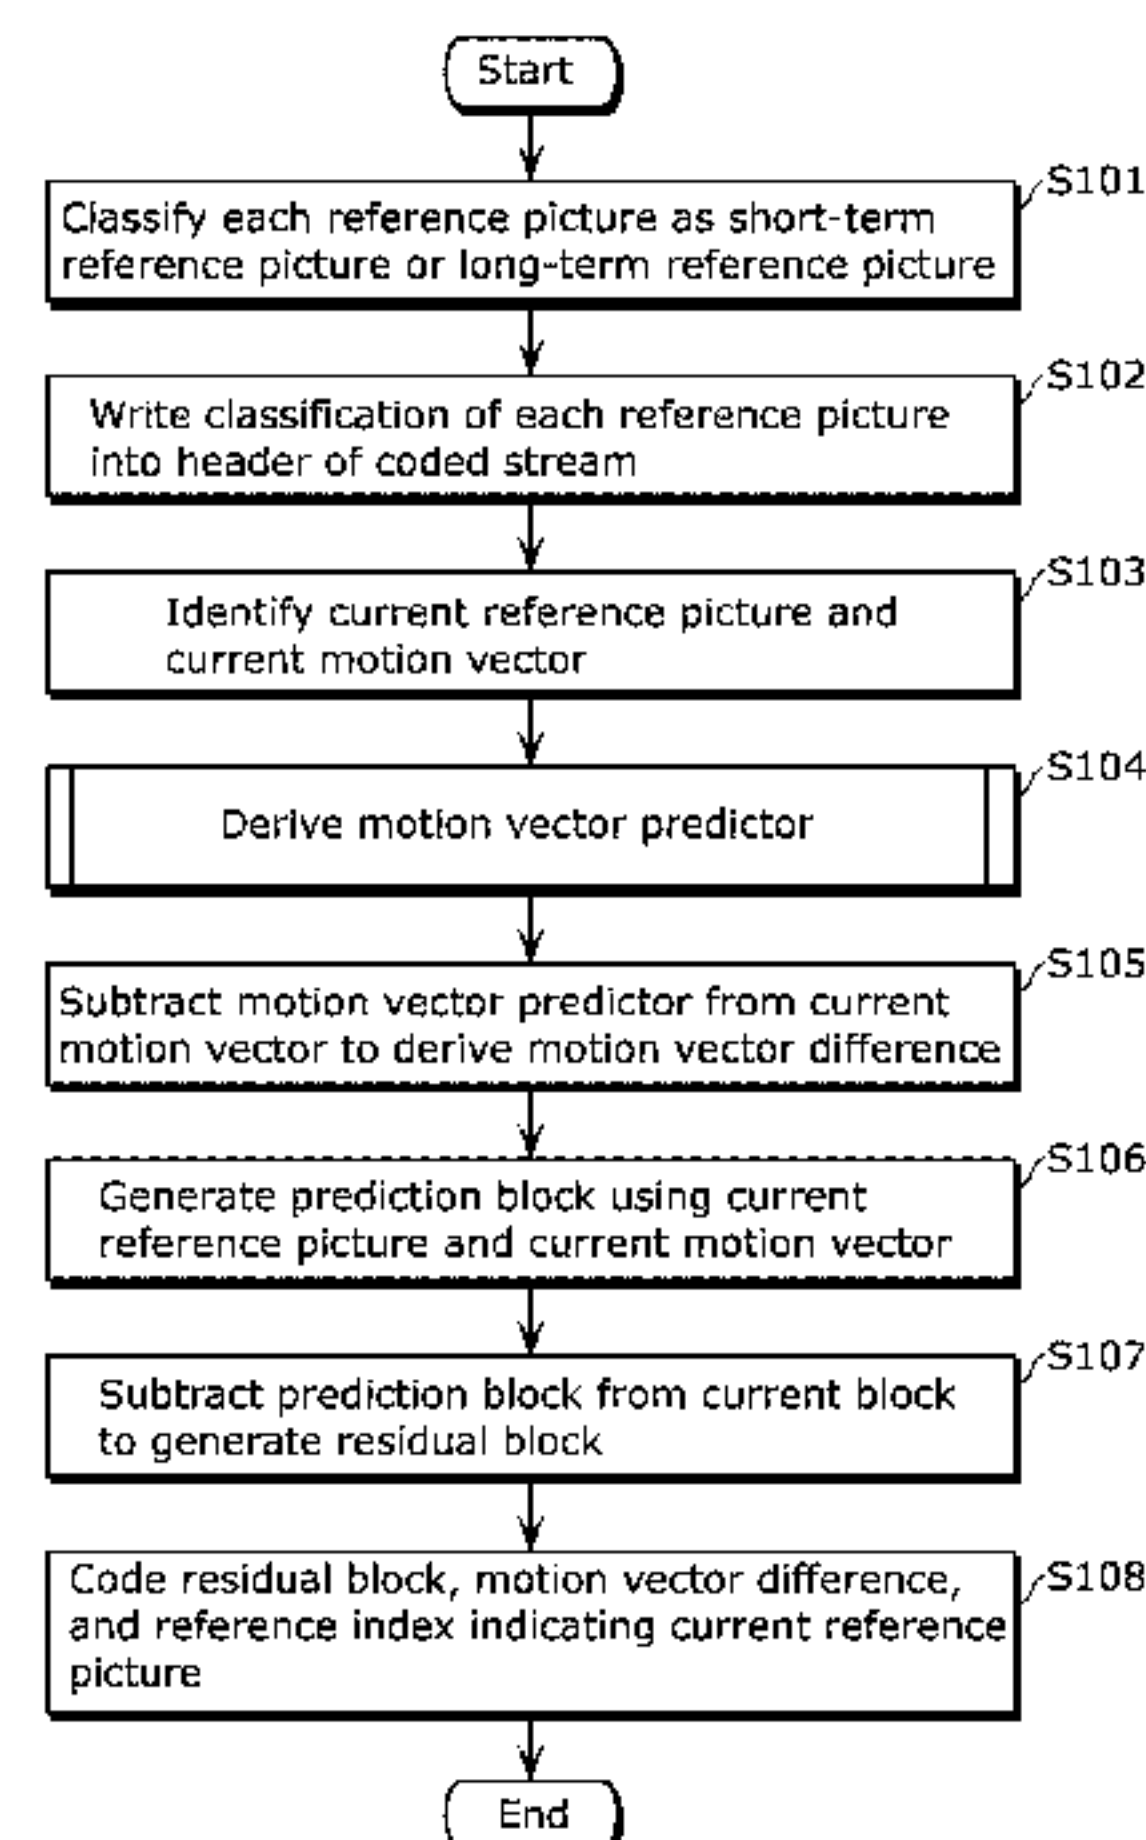 Start
S101
Classify each reference picture as short-term
reference picture or long-term reference picture
S102
Write classification of each reference picture
into header of coded stream
S103
Identify current reference picture and
current motion vector
S104
Derive motion vector predictor
S105
Subtract motion vector predictor from current
motion vector to derive motion vector difference
S106
Generate prediction block using current
reference picture and current motion vector
S107
Subtract prediction block from current block
to generate residual block
S108
Code residual block, motion vector difference,
and reference index indicating current reference
picture
End